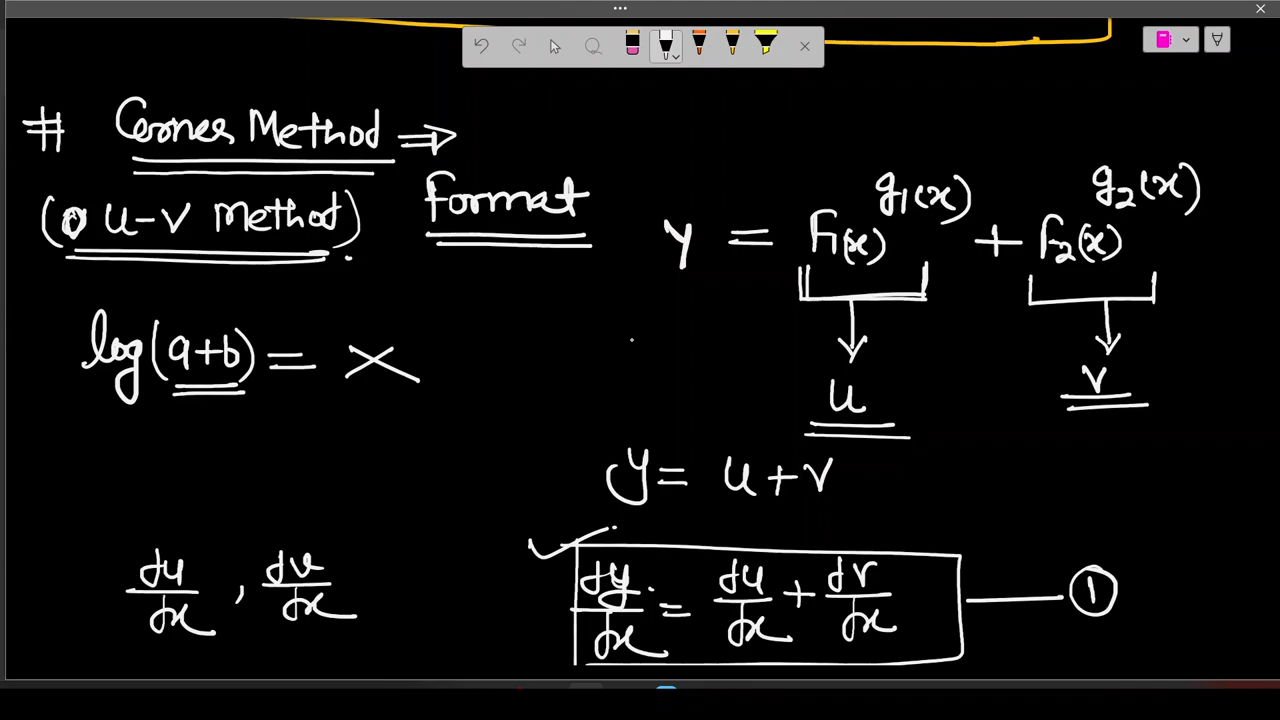 # Corner Method ⇒
(o U-V Method). Format
y = F₁(x)^g₁(x) + F₂(x)^g₂(x)
u v
log(a+b) = ×
y = u + v
du/dx , dv/dx
dy/dx = du/dx + dv/dx —— ①